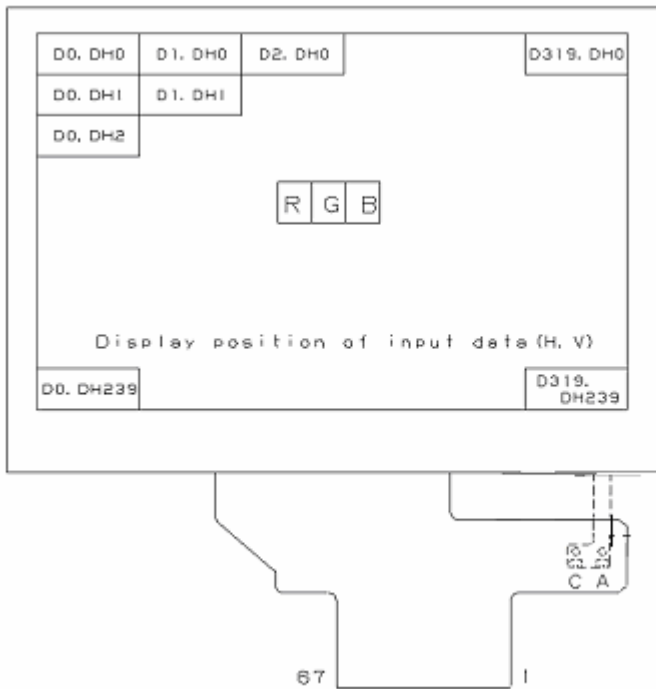 D0. DH0 D1. DH0 D2. DH0 D319. DH0
D0. DH1 D1. DH1
D0. DH2
R G B
Display position of input data(H. V)
D0. DH239 D319.
DH239
C A
67 1